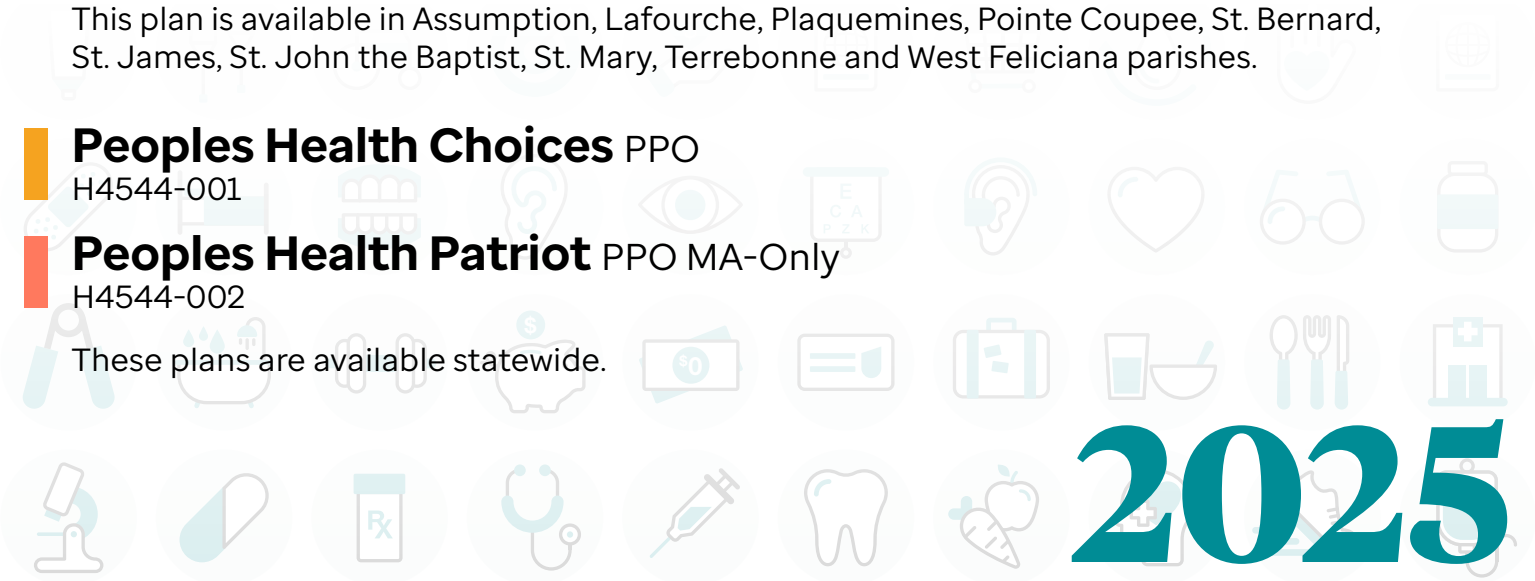 This plan is available in Assumption, Lafourche, Plaquemines, Pointe Coupee, St. Bernard,
St. James, St. John the Baptist, St. Mary, Terrebonne and West Feliciana parishes.
Peoples Health Choices PPO
H4544-001
E
C A
P Z K
Peoples Health Patriot PPO MA-Only
H4544-002
$
$0
These plans are available statewide.
2025
Rx